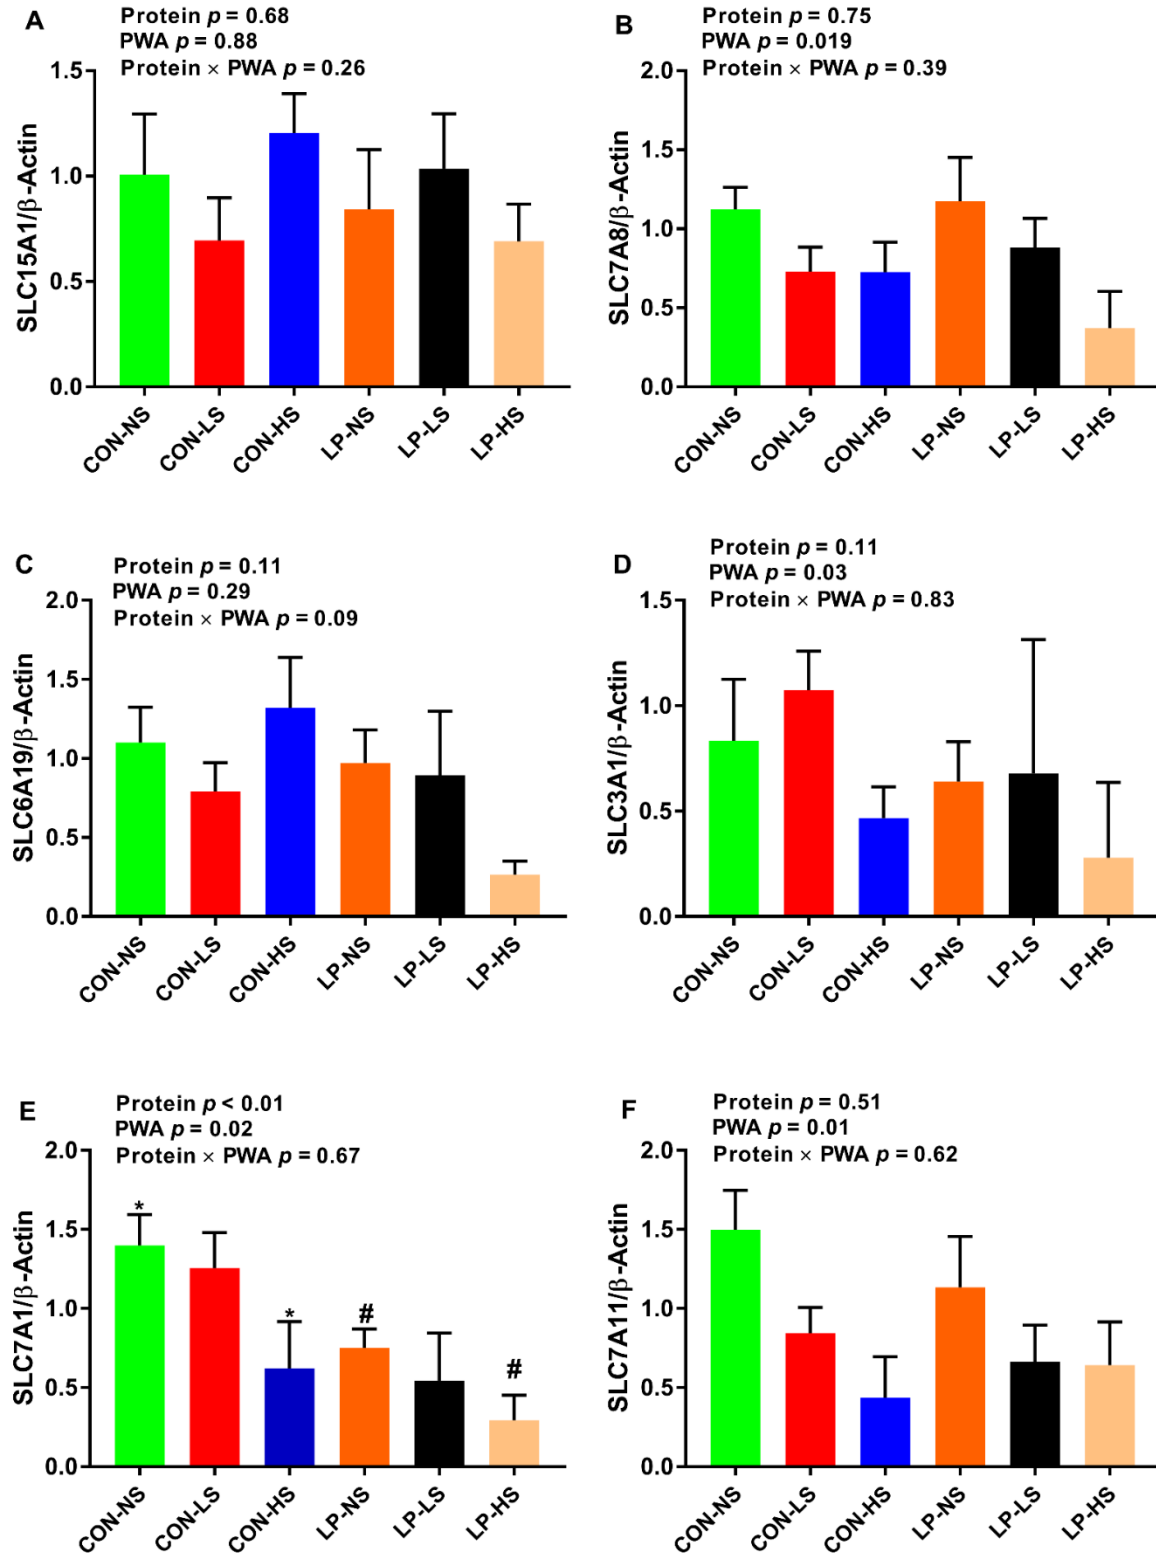 A
Protein p = 0.68
PWA p = 0.88
Protein × PWA p = 0.26
SLC15A1/β-Actin
1.5
1.0
0.5
0.0
CON-NS
CON-LS
CON-HS
LP-NS
LP-LS
LP-HS
B
Protein p = 0.75
PWA p = 0.019
Protein × PWA p = 0.39
SLC7A8/β-Actin
2.0
1.5
1.0
0.5
0.0
CON-NS
CON-LS
CON-HS
LP-NS
LP-LS
LP-HS
C
Protein p = 0.11
PWA p = 0.29
Protein × PWA p = 0.09
SLC6A19/β-Actin
2.0
1.5
1.0
0.5
0.0
CON-NS
CON-LS
CON-HS
LP-NS
LP-LS
LP-HS
D
Protein p = 0.11
PWA p = 0.03
Protein × PWA p = 0.83
SLC3A1/β-Actin
1.5
1.0
0.5
0.0
CON-NS
CON-LS
CON-HS
LP-NS
LP-LS
LP-HS
E
Protein p < 0.01
PWA p = 0.02
Protein × PWA p = 0.67
SLC7A1/β-Actin
2.0
1.5
1.0
0.5
0.0
*
*
#
#
CON-NS
CON-LS
CON-HS
LP-NS
LP-LS
LP-HS
F
Protein p = 0.51
PWA p = 0.01
Protein × PWA p = 0.62
SLC7A11/β-Actin
2.0
1.5
1.0
0.5
0.0
CON-NS
CON-LS
CON-HS
LP-NS
LP-LS
LP-HS